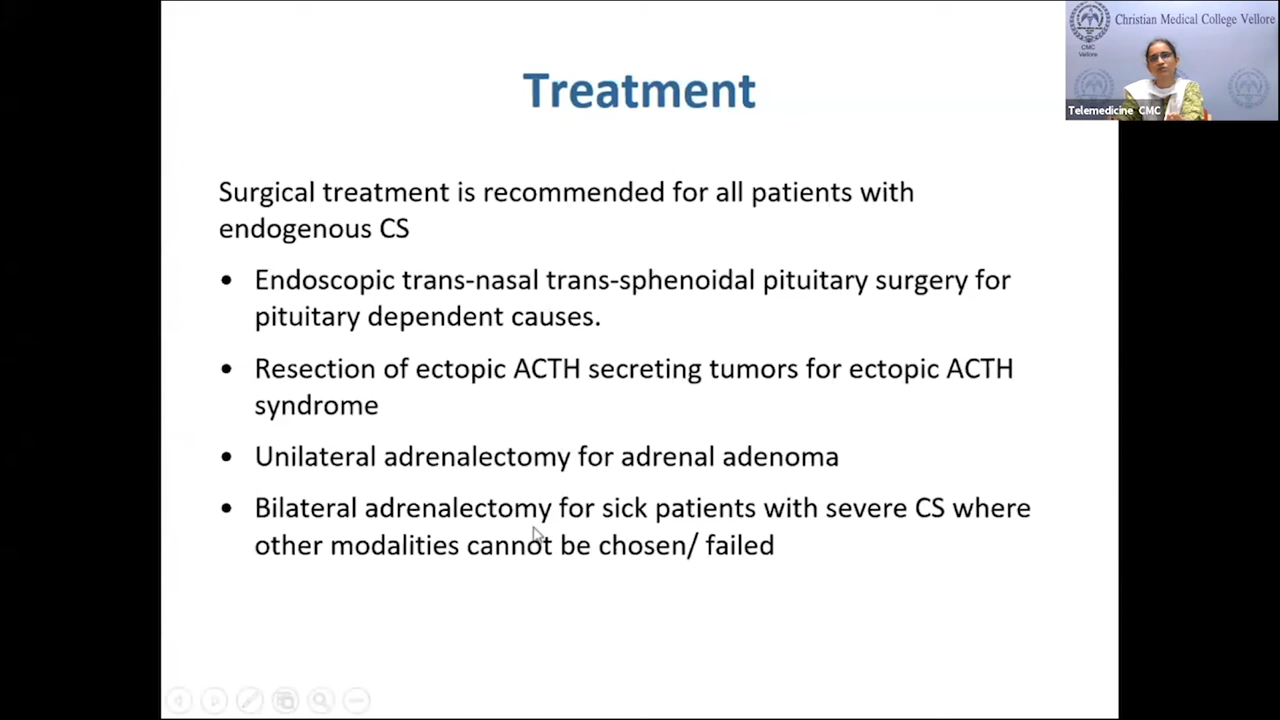 Christian Medical College Vellore
CMC
Vellore
Telemedicine CMC
Treatment
Surgical treatment is recommended for all patients with
endogenous CS
• Endoscopic trans-nasal trans-sphenoidal pituitary surgery for
pituitary dependent causes.
• Resection of ectopic ACTH secreting tumors for ectopic ACTH
syndrome
• Unilateral adrenalectomy for adrenal adenoma
• Bilateral adrenalectomy for sick patients with severe CS where
other modalities cannot be chosen/ failed